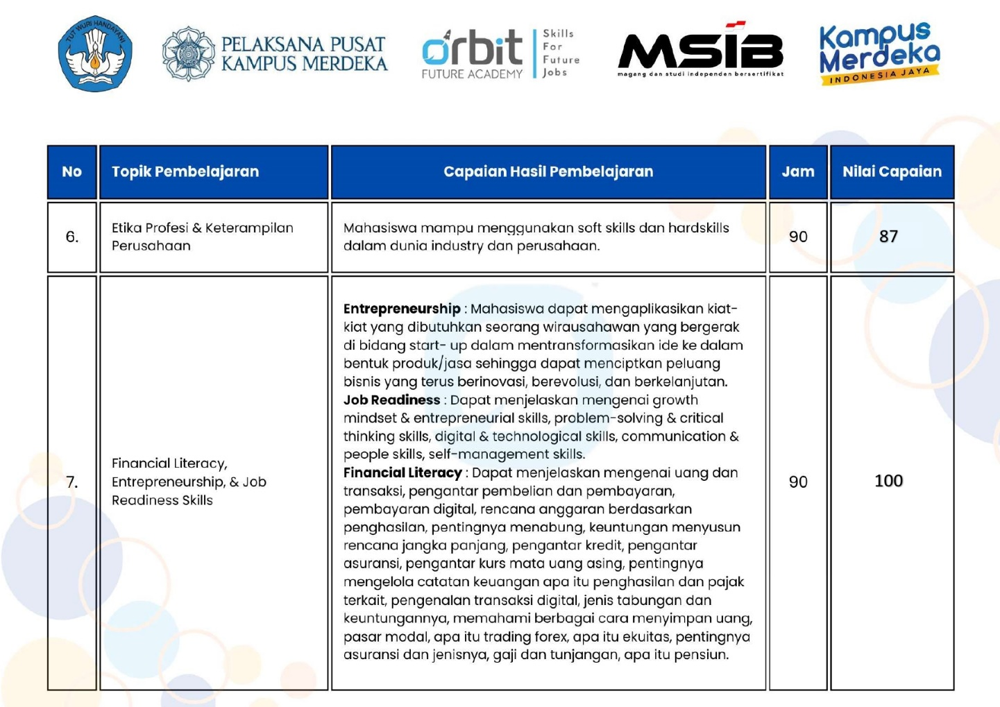 TUT WURI HANDAYANI
PELAKSANA PUSAT
KAMPUS MERDEKA
orbit
FUTURE ACADEMY
Skills
For
Future
Jobs
MSIB
magang dan studi independen bersertifikat
Kampus
Merdeka
INDONESIA JAYA
No
Topik Pembelajaran
Capaian Hasil Pembelajaran
Jam
Nilai Capaian
6.
Etika Profesi & Keterampilan
Perusahaan
Mahasiswa mampu menggunakan soft skills dan hardskills
dalam dunia industry dan perusahaan.
90
87
7.
Financial Literacy,
Entrepreneurship, & Job
Readiness Skills
Entrepreneurship : Mahasiswa dapat mengaplikasikan kiat-
kiat yang dibutuhkan seorang wirausahawan yang bergerak
di bidang start- up dalam mentransformasikan ide ke dalam
bentuk produk/jasa sehingga dapat menciptkan peluang
bisnis yang terus berinovasi, berevolusi, dan berkelanjutan.
Job Readiness : Dapat menjelaskan mengenai growth
mindset & entrepreneurial skills, problem-solving & critical
thinking skills, digital & technological skills, communication &
people skills, self-management skills.
Financial Literacy : Dapat menjelaskan mengenai uang dan
transaksi, pengantar pembelian dan pembayaran,
pembayaran digital, rencana anggaran berdasarkan
penghasilan, pentingnya menabung, keuntungan menyusun
rencana jangka panjang, pengantar kredit, pengantar
asuransi, pengantar kurs mata uang asing, pentingnya
mengelola catatan keuangan apa itu penghasilan dan pajak
terkait, pengenalan transaksi digital, jenis tabungan dan
keuntungannya, memahami berbagai cara menyimpan uang,
pasar modal, apa itu trading forex, apa itu ekuitas, pentingnya
asuransi dan jenisnya, gaji dan tunjangan, apa itu pensiun.
90
100